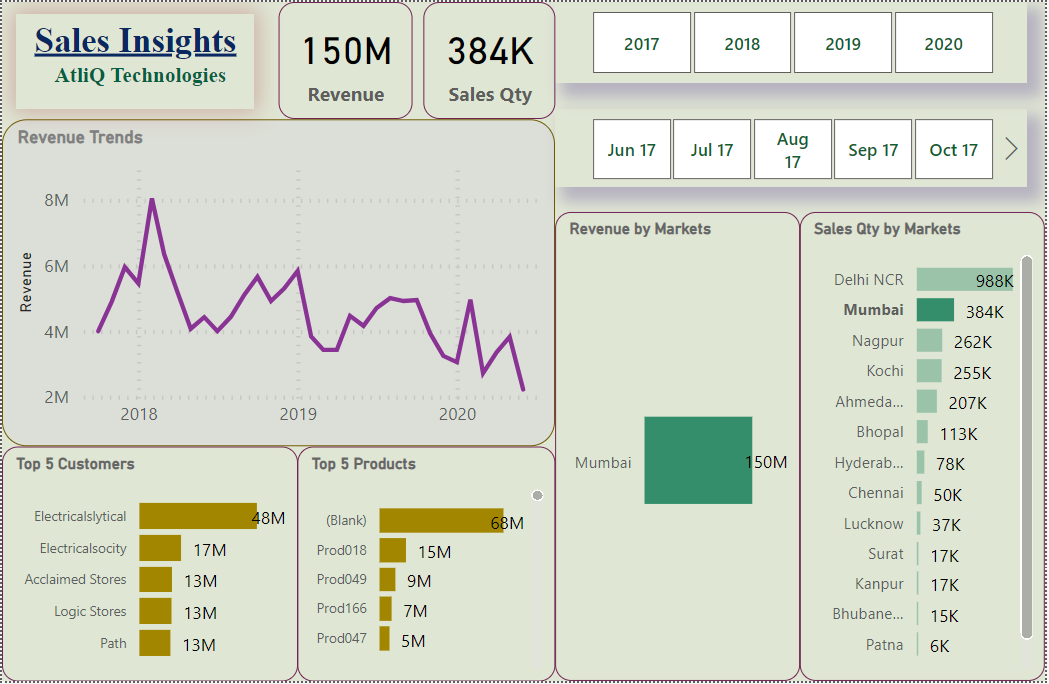 Sales Insights
AtliQ Technologies
150M
Revenue
384K
Sales Qty
2017
2018
2019
2020
Jun 17
Jul 17
Aug
17
Sep 17
Oct 17
Revenue Trends
Revenue
8M
6M
4M
2M
2018
2019
2020
Revenue by Markets
Mumbai
150M
Sales Qty by Markets
Delhi NCR 988K
Mumbai 384K
Nagpur 262K
Kochi 255K
Ahmeda... 207K
Bhopal 113K
Hyderab... 78K
Chennai 50K
Lucknow 37K
Surat 17K
Kanpur 17K
Bhubane... 15K
Patna 6K
Top 5 Customers
Electricalslytical 48M
Electricalsocity 17M
Acclaimed Stores 13M
Logic Stores 13M
Path 13M
Top 5 Products
(Blank) 68M
Prod018 15M
Prod049 9M
Prod166 7M
Prod047 5M